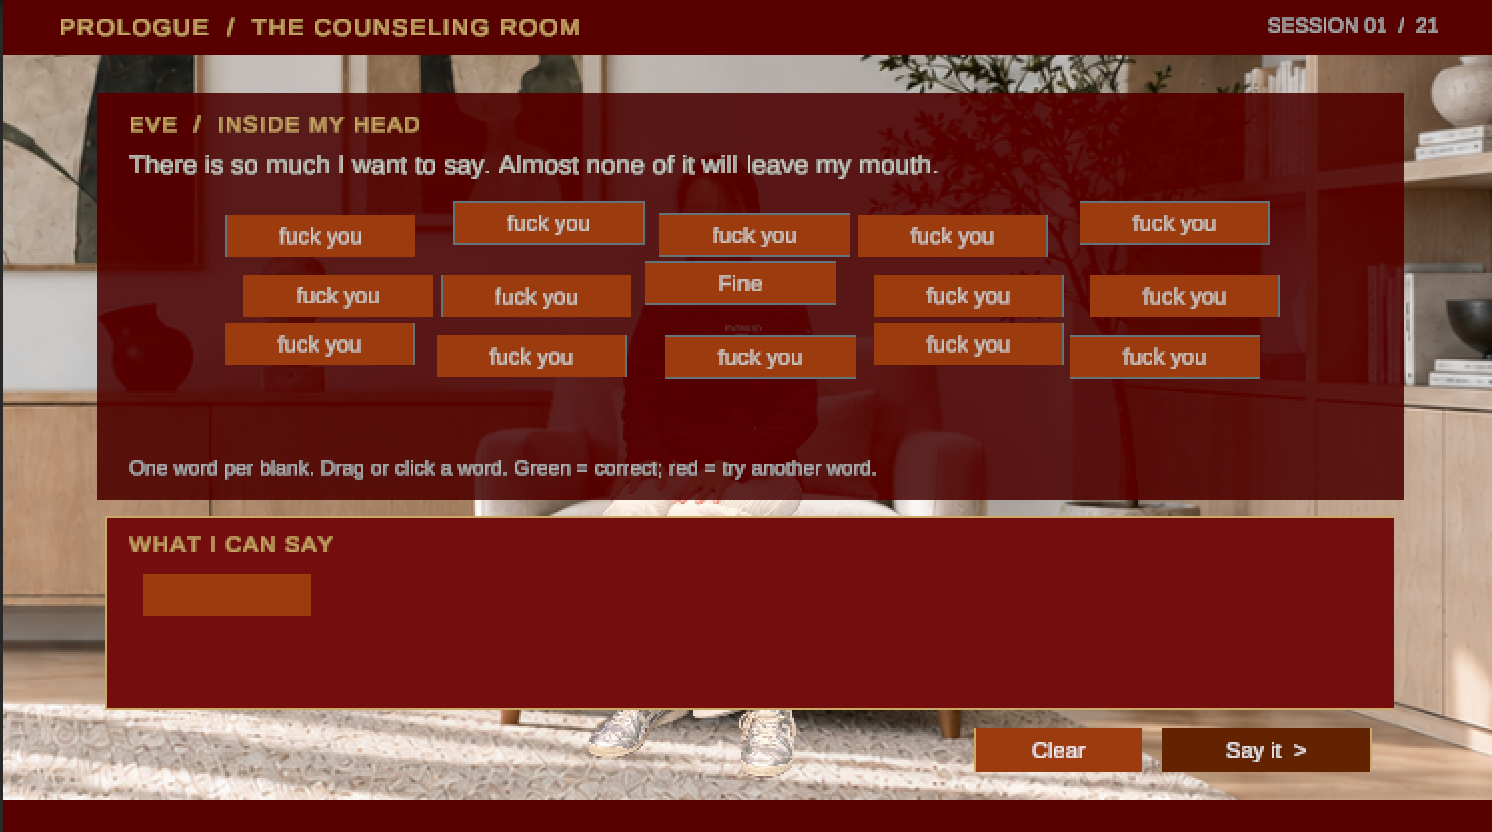 PROLOGUE / THE COUNSELING ROOM
SESSION 01 / 21
EVE / INSIDE MY HEAD
There is so much I want to say. Almost none of it will leave my mouth.
fuck you
fuck you
fuck you
fuck you
fuck you
fuck you
fuck you
Fine
fuck you
fuck you
fuck you
fuck you
fuck you
fuck you
fuck you
One word per blank. Drag or click a word. Green = correct; red = try another word.
WHAT I CAN SAY
Clear
Say it >